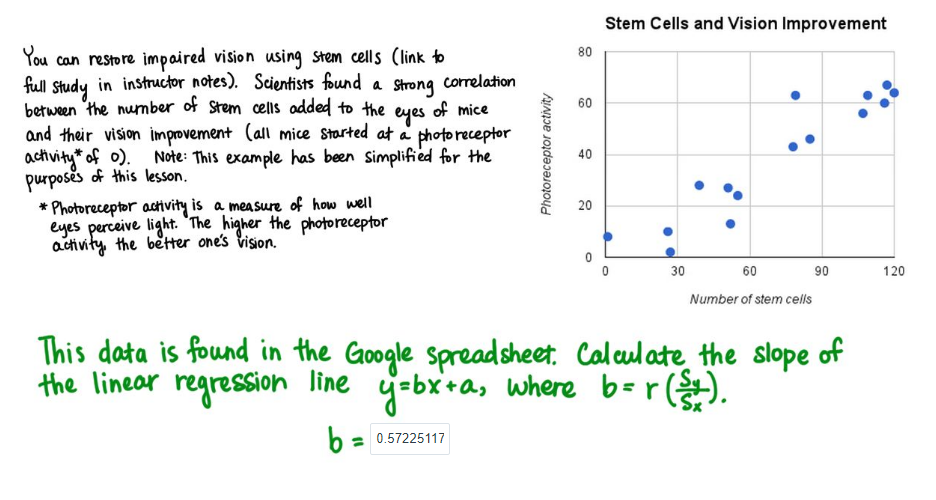 Stem Cells and Vision Improvement
You can restore impaired vision using stem cells (link to
full study in instructor notes). Scientists found a strong correlation
between the number of stem cells added to the eyes of mice
and their vision improvement (all mice started at a photoreceptor
activity* of 0). Note: This example has been simplified for the
purposes of this lesson.
* Photoreceptor activity is a measure of how well
eyes perceive light. The higher the photoreceptor
activity, the better one's vision.
Photoreceptor activity
80
60
40
20
0
0 30 60 90 120
Number of stem cells
This data is found in the Google spreadsheet. Calculate the slope of
the linear regression line y=bx+a, where b= r(Sy/Sx).
b = 0.57225117